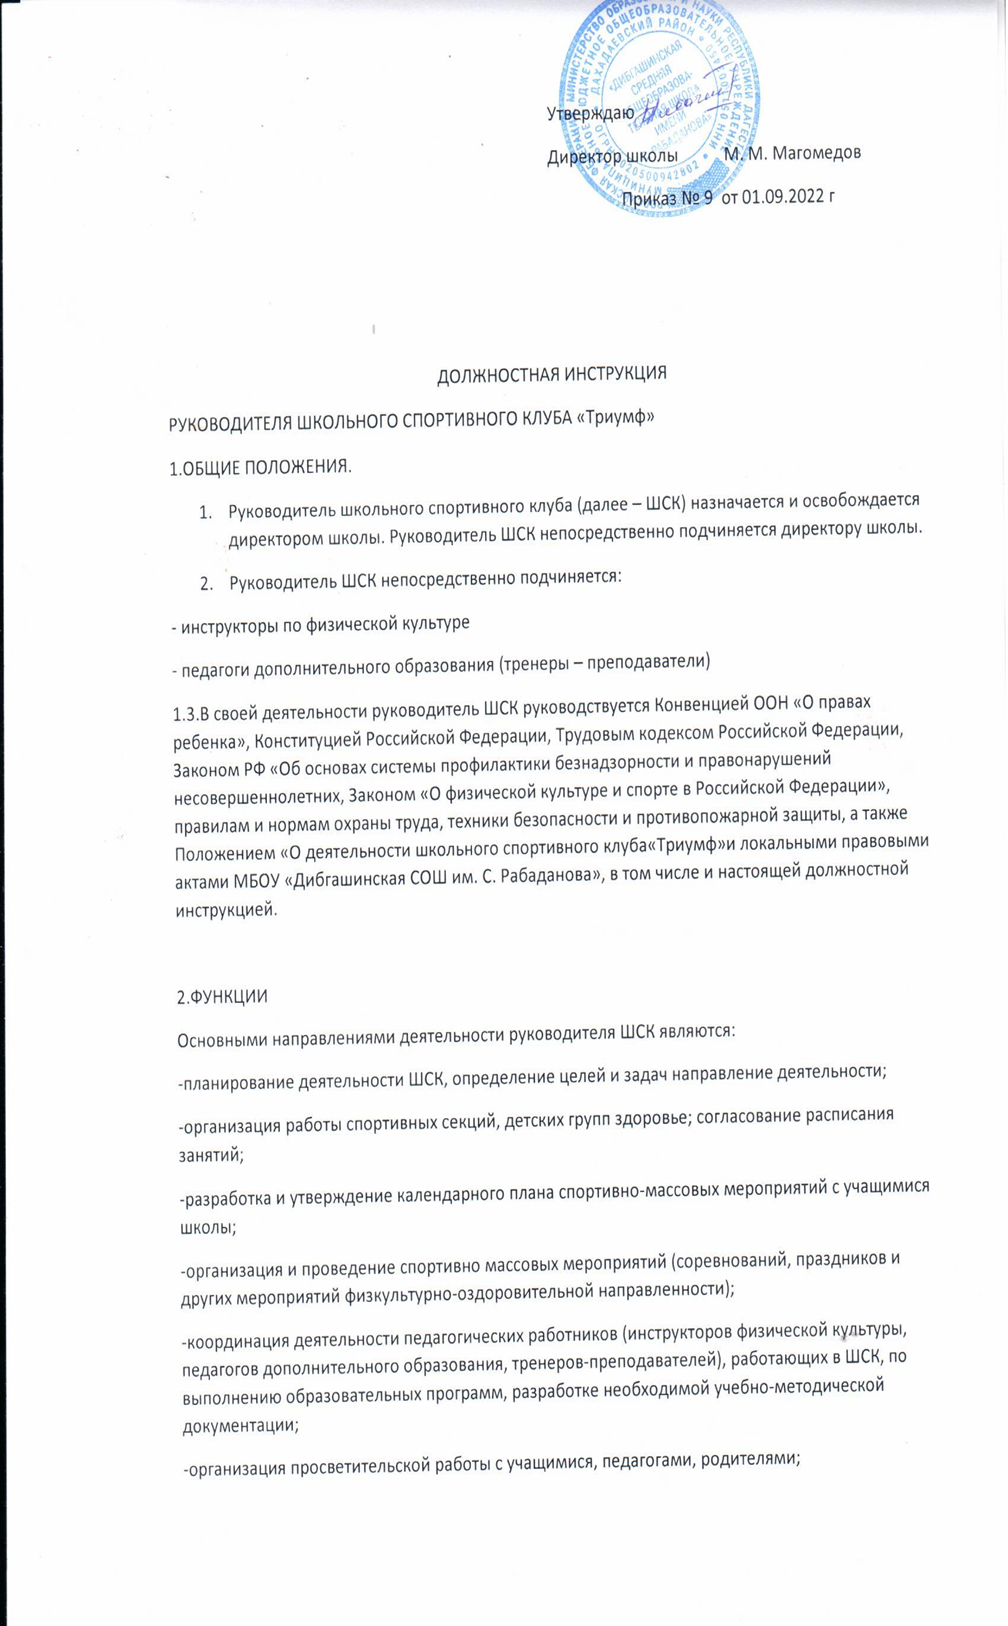 Утверждаю
Директор школы М. М. Магомедов
Приказ № 9 от 01.09.2022 г
«ДИБГАШИНСКАЯ
СРЕДНЯЯ
ИМЕНИ
ДАХАДАЕВСКИЙ РАЙОН
ДОЛЖНОСТНАЯ ИНСТРУКЦИЯ
РУКОВОДИТЕЛЯ ШКОЛЬНОГО СПОРТИВНОГО КЛУБА «Триумф»
1.ОБЩИЕ ПОЛОЖЕНИЯ.
1. Руководитель школьного спортивного клуба (далее – ШСК) назначается и освобождается
директором школы. Руководитель ШСК непосредственно подчиняется директору школы.
2. Руководитель ШСК непосредственно подчиняется:
- инструкторы по физической культуре
- педагоги дополнительного образования (тренеры – преподаватели)
1.3.В своей деятельности руководитель ШСК руководствуется Конвенцией ООН «О правах
ребенка», Конституцией Российской Федерации, Трудовым кодексом Российской Федерации,
Законом РФ «Об основах системы профилактики безнадзорности и правонарушений
несовершеннолетних, Законом «О физической культуре и спорте в Российской Федерации»,
правилам и нормам охраны труда, техники безопасности и противопожарной защиты, а также
Положением «О деятельности школьного спортивного клуба«Триумф»и локальными правовыми
актами МБОУ «Дибгашинская СОШ им. С. Рабаданова», в том числе и настоящей должностной
инструкцией.
2.ФУНКЦИИ
Основными направлениями деятельности руководителя ШСК являются:
-планирование деятельности ШСК, определение целей и задач направление деятельности;
-организация работы спортивных секций, детских групп здоровье; согласование расписания
занятий;
-разработка и утверждение календарного плана спортивно-массовых мероприятий с учащимися
школы;
-организация и проведение спортивно массовых мероприятий (соревнований, праздников и
других мероприятий физкультурно-оздоровительной направленности);
-координация деятельности педагогических работников (инструкторов физической культуры,
педагогов дополнительного образования, тренеров-преподавателей), работающих в ШСК, по
выполнению образовательных программ, разработке необходимой учебно-методической
документации;
-организация просветительской работы с учащимися, педагогами, родителями;